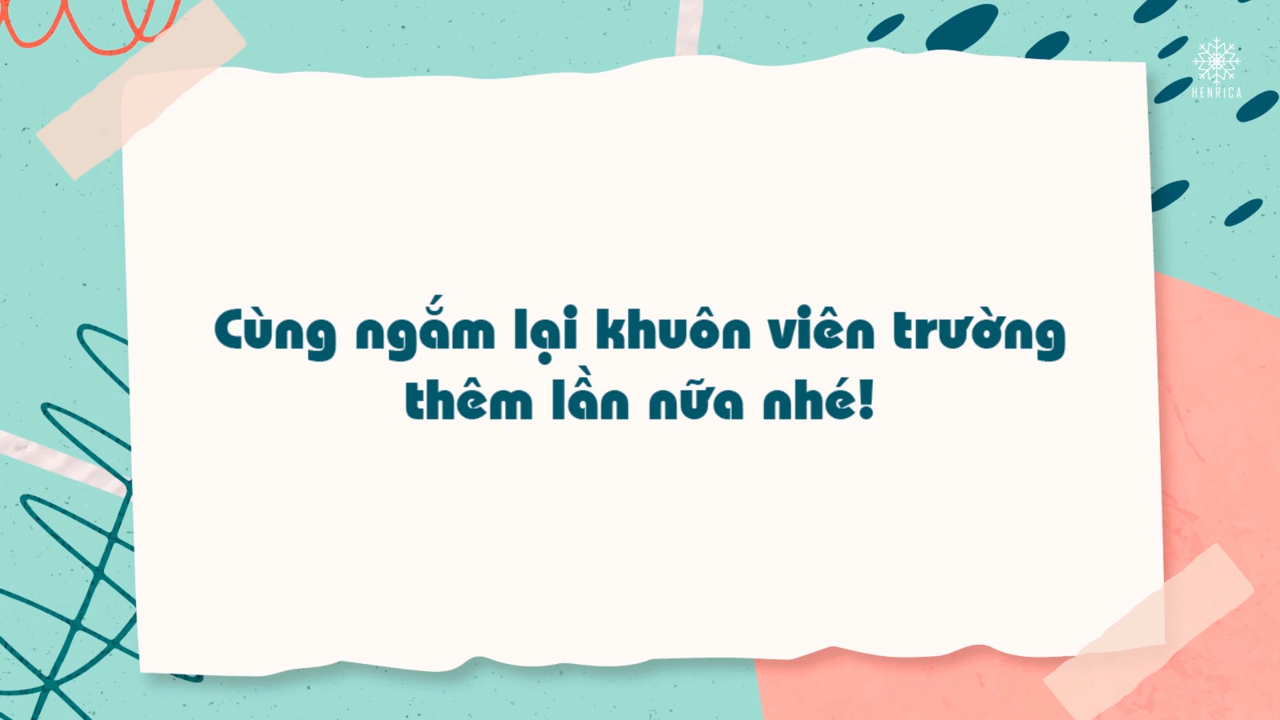 HENRICA
Cùng ngắm lại khuôn viên trường
thêm lần nữa nhé!